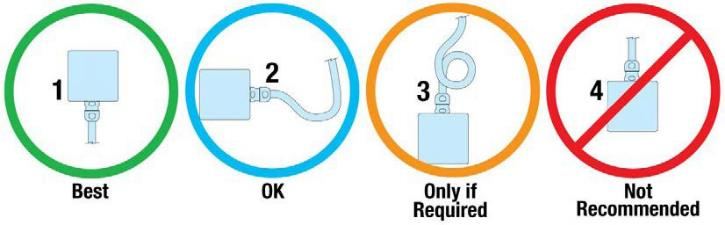 1
2
3
4
Best
OK
Only if
Required
Not
Recommended